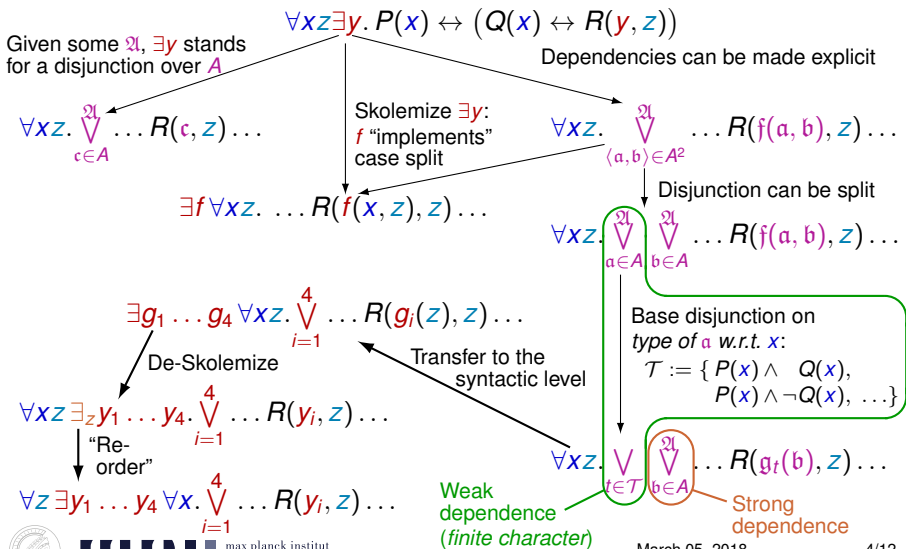 ∀xz∃y. P(x) ↔ (Q(x) ↔ R(y, z))
Given some 𝔄, ∃y stands
for a disjunction over A
Dependencies can be made explicit
∀xz. ⋁^𝔄_{𝔠∈A} … R(𝔠, z) …
Skolemize ∃y:
f “implements”
case split
∀xz. ⋁^𝔄_{⟨𝔞,𝔟⟩∈A²} … R(𝔣(𝔞, 𝔟), z) …
Disjunction can be split
∃f ∀xz. … R(f(x, z), z) …
∀xz. ⋁^𝔄_{𝔞∈A} ⋁^𝔄_{𝔟∈A} … R(𝔣(𝔞, 𝔟), z) …
∃g₁ … g₄ ∀xz. ⋁^4_{i=1} … R(g_i(z), z) …
Base disjunction on
type of 𝔞 w.r.t. x:
𝒯 := { P(x) ∧ Q(x),
P(x) ∧ ¬Q(x), …}
De-Skolemize
Transfer to the
syntactic level
∀xz ∃_z y₁ … y₄. ⋁^4_{i=1} … R(y_i, z) …
“Re-
order”
∀xz. ⋁_{t∈𝒯} ⋁^𝔄_{𝔟∈A} … R(𝔤_t(𝔟), z) …
∀z ∃y₁ … y₄ ∀x. ⋁^4_{i=1} … R(y_i, z) …
Weak
dependence
(finite character)
Strong
dependence
max planck institut
March 05, 2018
4/12